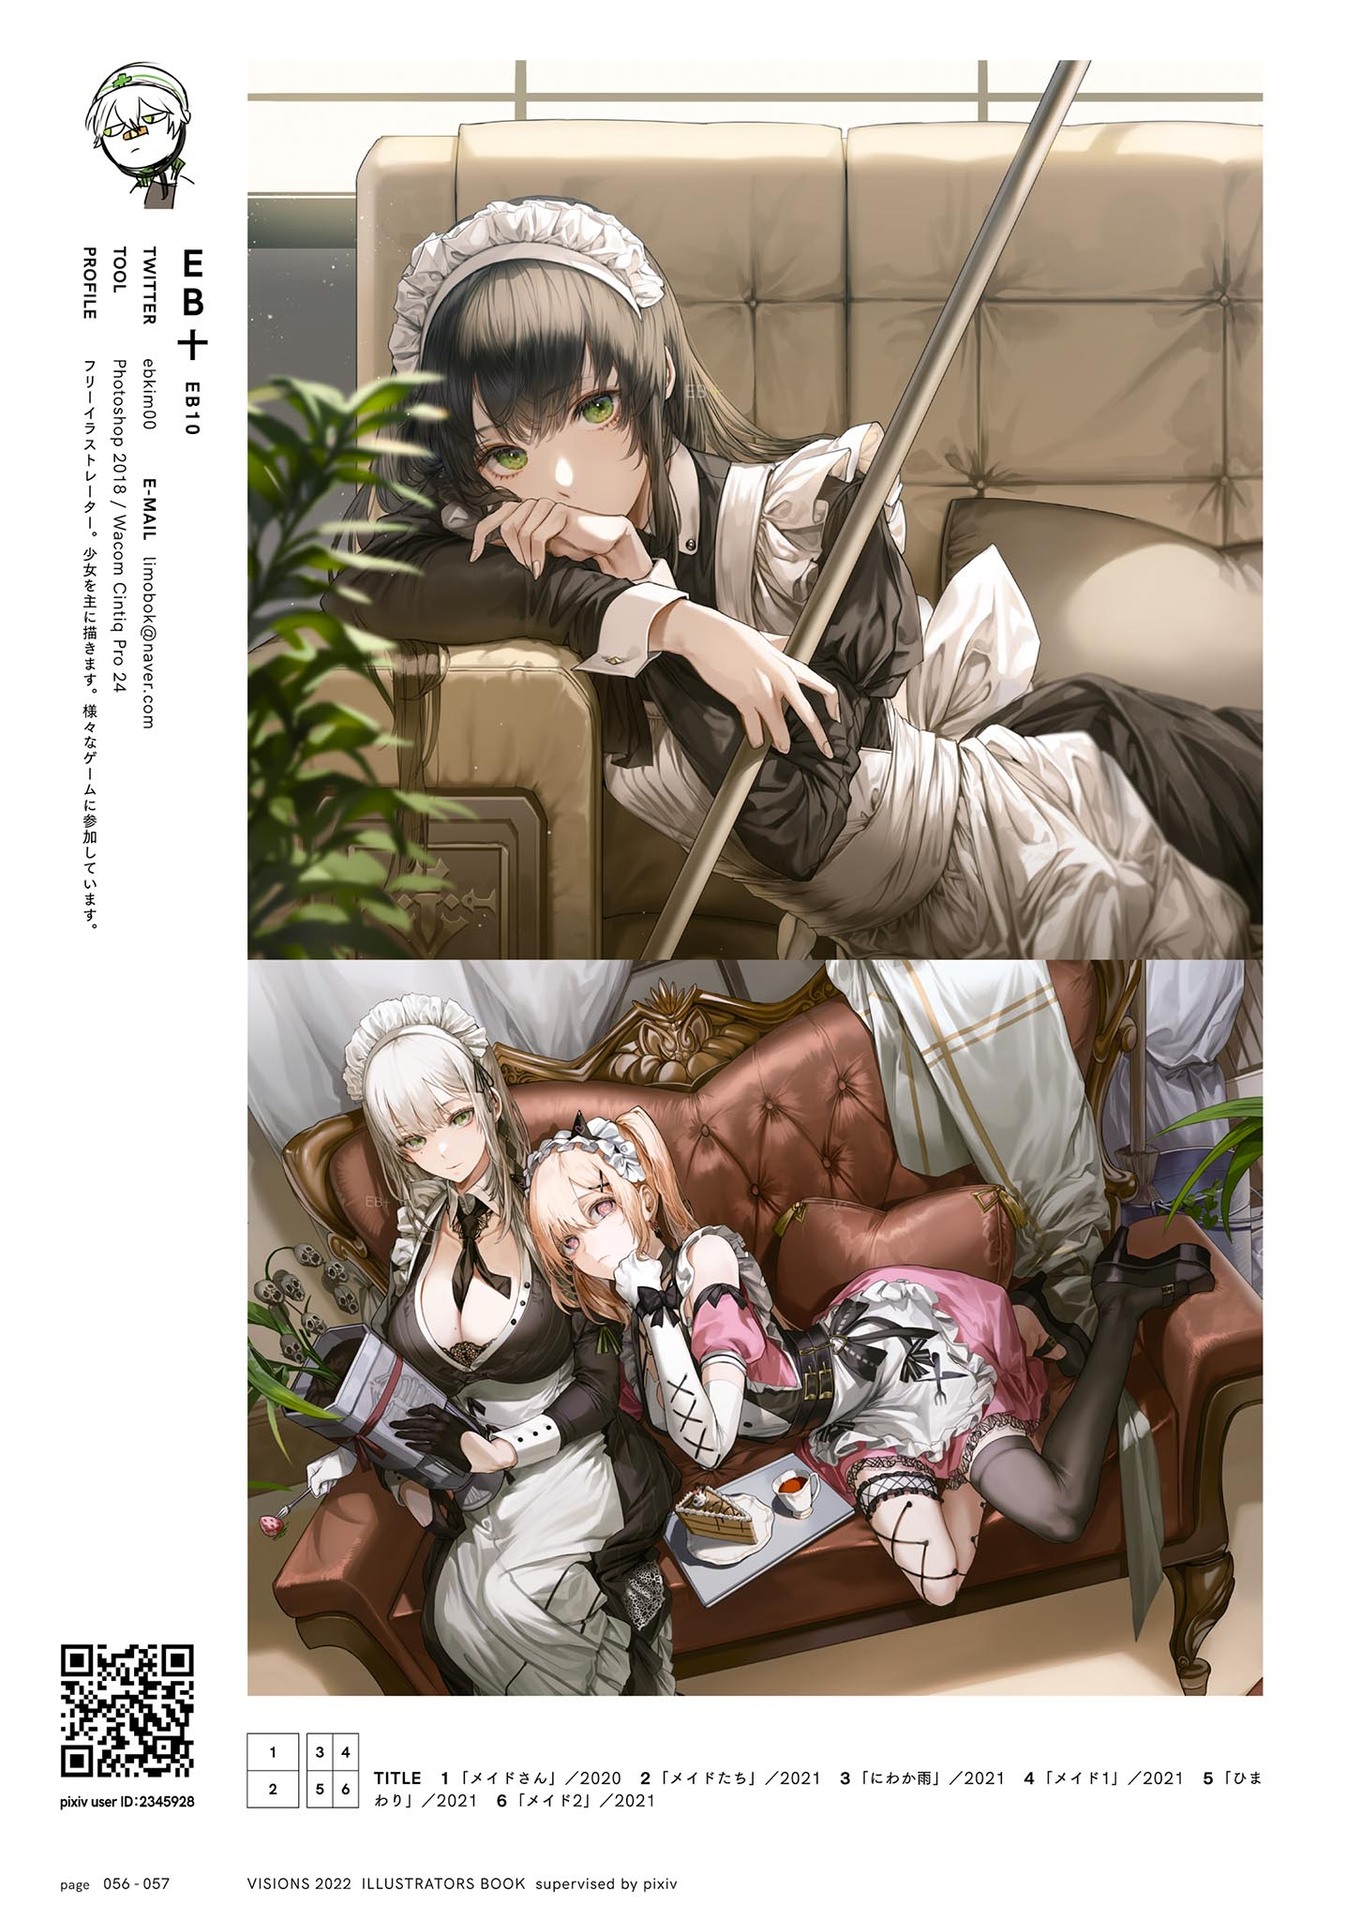 EB+ EB10
TWITTER ebkim00 E-MAIL limobok@naver.com
TOOL Photoshop 2018 / Wacom Cintiq Pro 24
PROFILE フリーイラストレーター。少女を主に描きます。様々なゲームに参加しています。
EB+
EB+
pixiv user ID:2345928
1
2
3 4
5 6
TITLE 1「メイドさん」／2020 2「メイドたち」／2021 3「にわか雨」／2021 4「メイド1」／2021 5「ひま
わり」／2021 6「メイド2」／2021
page 056 - 057
VISIONS 2022 ILLUSTRATORS BOOK supervised by pixiv